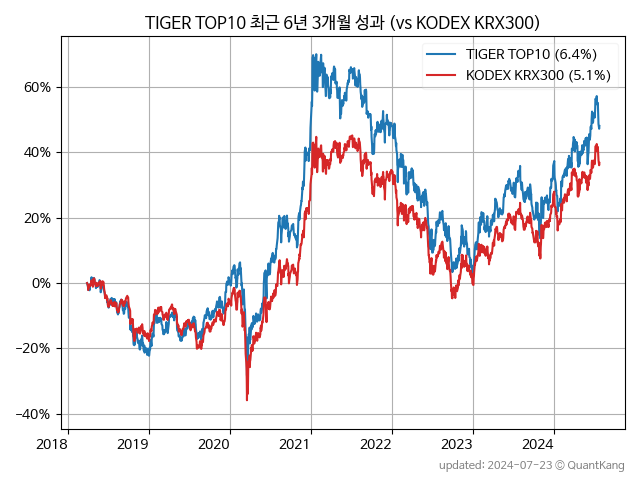 TIGER TOP10 최근 6년 3개월 성과 (vs KODEX KRX300)
TIGER TOP10 (6.4%)
KODEX KRX300 (5.1%)
60%
40%
20%
0%
−20%
−40%
2018 2019 2020 2021 2022 2023 2024
updated: 2024-07-23 © QuantKang